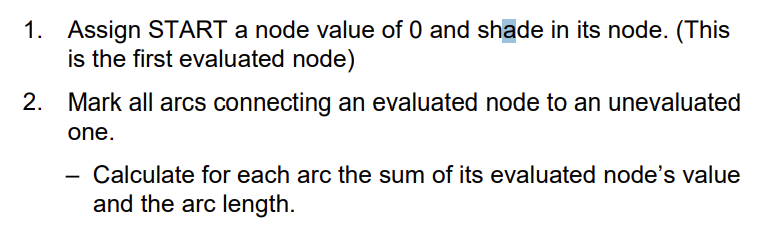 1. Assign START a node value of 0 and shade in its node. (This
is the first evaluated node)
2. Mark all arcs connecting an evaluated node to an unevaluated
one.
– Calculate for each arc the sum of its evaluated node’s value
and the arc length.